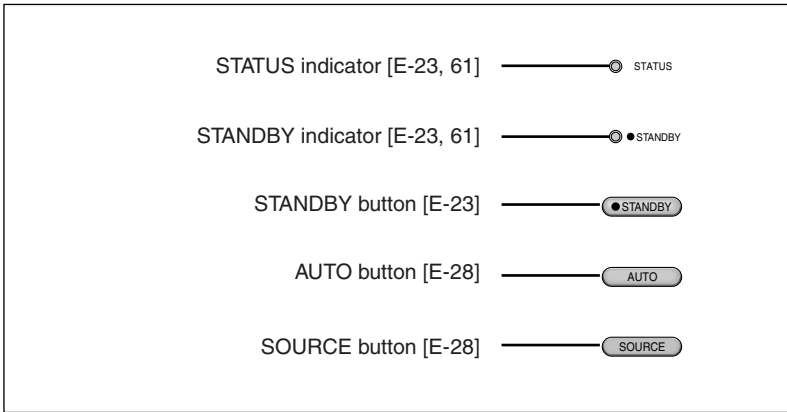 STATUS indicator [E-23, 61] STATUS
STANDBY indicator [E-23, 61] ●STANDBY
STANDBY button [E-23] ●STANDBY
AUTO button [E-28] AUTO
SOURCE button [E-28] SOURCE